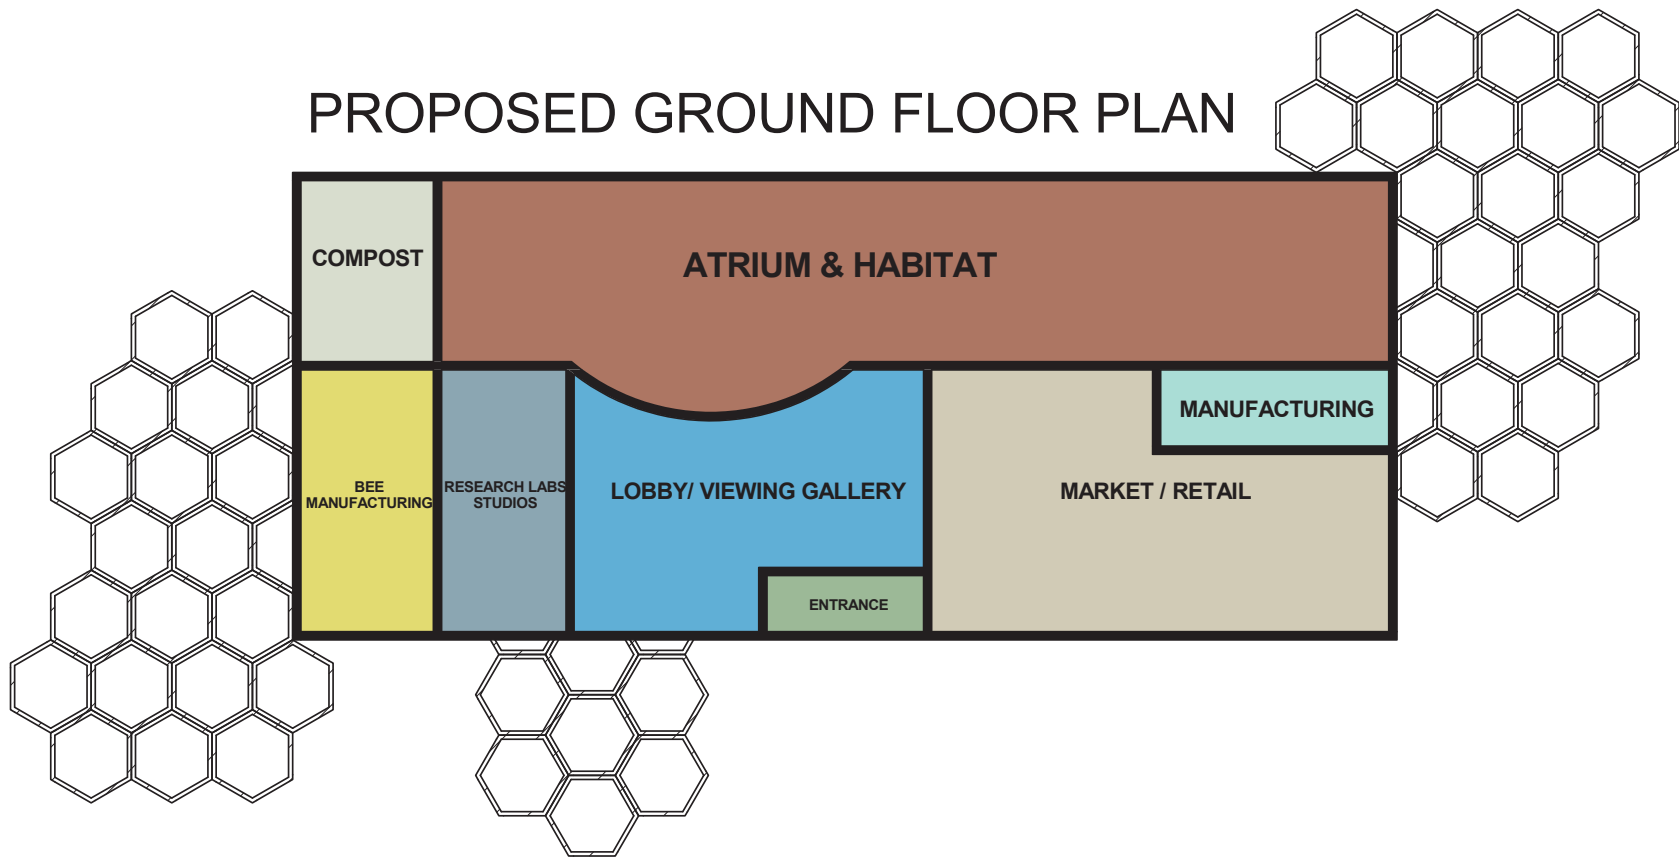 PROPOSED GROUND FLOOR PLAN
COMPOST
ATRIUM & HABITAT
MANUFACTURING
BEE
MANUFACTURING
RESEARCH LABS
STUDIOS
LOBBY/ VIEWING GALLERY
MARKET / RETAIL
ENTRANCE